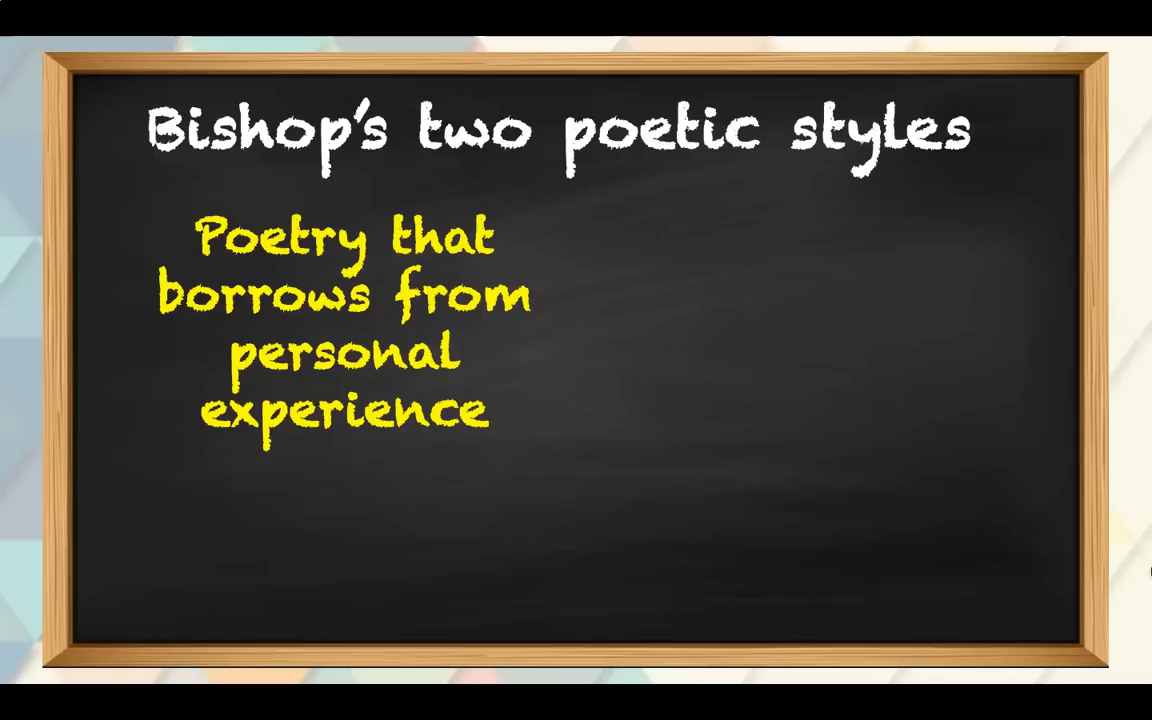 Bishop's two poetic styles
Poetry that
borrows from
personal
experience